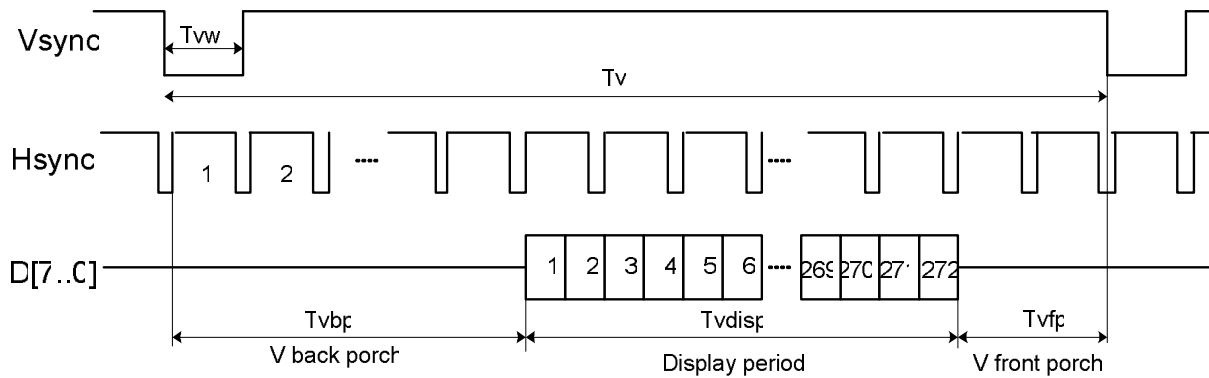 Vsync
Tvw
Tv
Hsync
1 2 ....
....
D[7..0]
1 2 3 4 5 6 .... 269 270 271 272
Tvbp Tvdisp Tvfp
V back porch Display period V front porch